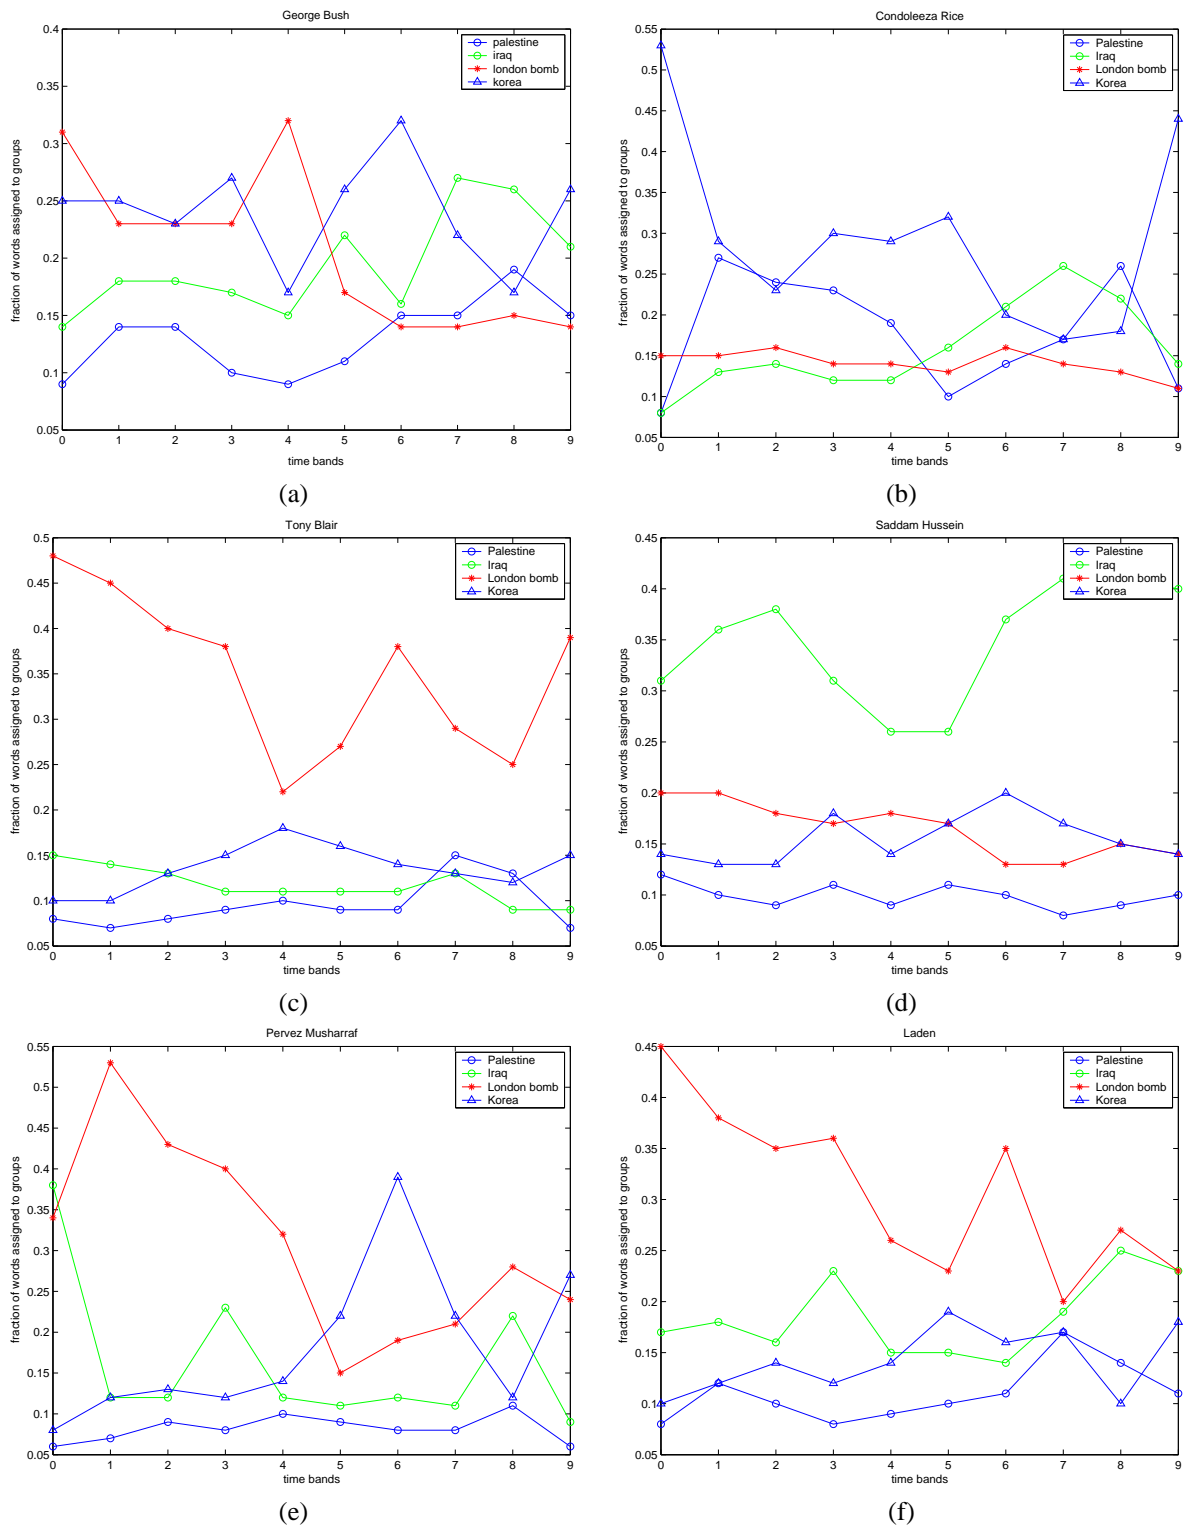 George Bush
0.4
0.35
0.3
0.25
0.2
0.15
0.1
0.05
fraction of words assigned to groups
0 1 2 3 4 5 6 7 8 9
time bands
palestine
iraq
london bomb
korea
(a)
Condoleeza Rice
0.55
0.5
0.45
0.4
0.35
0.3
0.25
0.2
0.15
0.1
0.05
fraction of words assigned to groups
0 1 2 3 4 5 6 7 8 9
time bands
Palestine
Iraq
London bomb
Korea
(b)
Tony Blair
0.5
0.45
0.4
0.35
0.3
0.25
0.2
0.15
0.1
0.05
fraction of words assigned to groups
0 1 2 3 4 5 6 7 8 9
time bands
Palestine
Iraq
London bomb
Korea
(c)
Saddam Hussein
0.45
0.4
0.35
0.3
0.25
0.2
0.15
0.1
0.05
fraction of words assigned to groups
0 1 2 3 4 5 6 7 8 9
time bands
Palestine
Iraq
London bomb
Korea
(d)
Pervez Musharraf
0.55
0.5
0.45
0.4
0.35
0.3
0.25
0.2
0.15
0.1
0.05
fraction of words assigned to groups
0 1 2 3 4 5 6 7 8 9
time bands
Palestine
Iraq
London bomb
Korea
(e)
Laden
0.45
0.4
0.35
0.3
0.25
0.2
0.15
0.1
0.05
fraction of words assigned to groups
0 1 2 3 4 5 6 7 8 9
time bands
Palestine
Iraq
London bomb
Korea
(f)